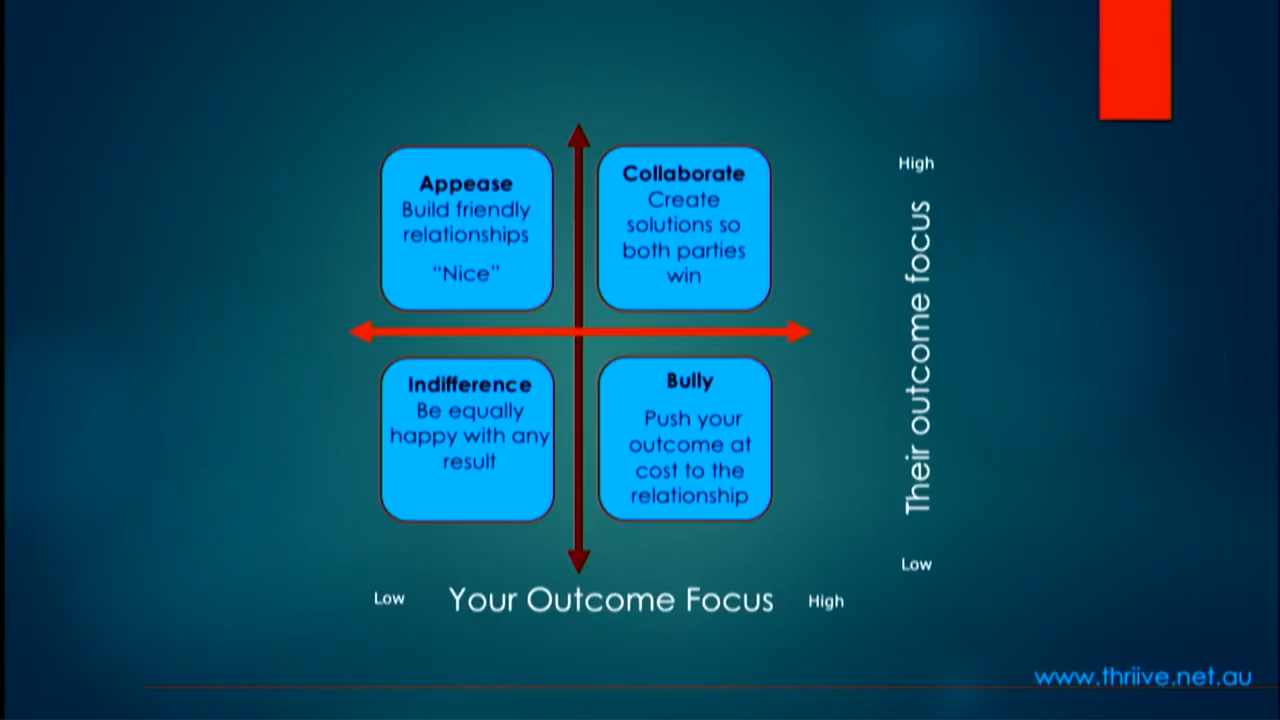 Appease
Build friendly
relationships
"Nice"
Collaborate
Create
solutions so
both parties
win
Indifference
Be equally
happy with any
result
Bully
Push your
outcome at
cost to the
relationship
High
Their outcome focus
Low
Low
Your Outcome Focus
High
www.thriive.net.au